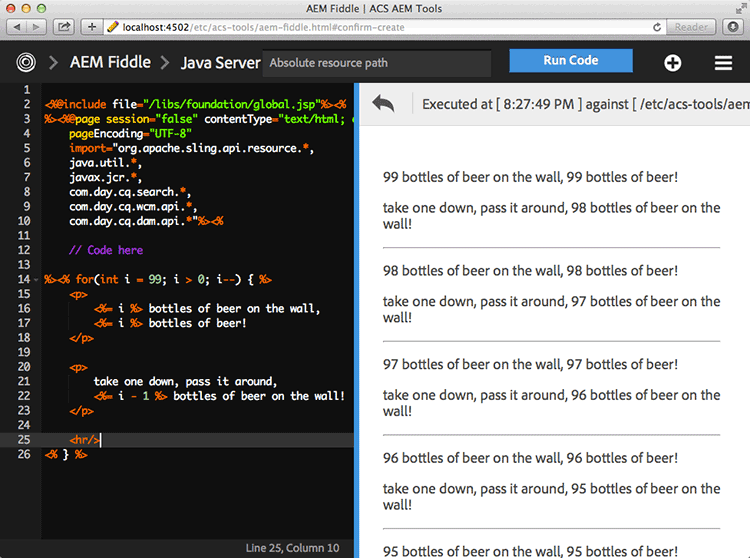 AEM Fiddle | ACS AEM Tools
localhost:4502/etc/acs-tools/aem-fiddle.html#confirm-create
Reader
AEM Fiddle
Java Server
Absolute resource path
Run Code
1
2 <%@include file="/libs/foundation/global.jsp"%><%
3 %><%@page session="false" contentType="text/html;
4 pageEncoding="UTF-8"
5 import="org.apache.sling.api.resource.*,
6 java.util.*,
7 javax.jcr.*,
8 com.day.cq.search.*,
9 com.day.cq.wcm.api.*,
10 com.day.cq.dam.api.*"%><%
11
12 // Code here
13
14 %><% for(int i = 99; i > 0; i--) { %>
15 <p>
16 <%= i %> bottles of beer on the wall,
17 <%= i %> bottles of beer!
18 </p>
19
20 <p>
21 take one down, pass it around,
22 <%= i - 1 %> bottles of beer on the wall!
23 </p>
24
25 <hr/>
26 <% } %>
Line 25, Column 10
Executed at [ 8:27:49 PM ] against [ /etc/acs-tools/aem
99 bottles of beer on the wall, 99 bottles of beer!
take one down, pass it around, 98 bottles of beer on the
wall!
98 bottles of beer on the wall, 98 bottles of beer!
take one down, pass it around, 97 bottles of beer on the
wall!
97 bottles of beer on the wall, 97 bottles of beer!
take one down, pass it around, 96 bottles of beer on the
wall!
96 bottles of beer on the wall, 96 bottles of beer!
take one down, pass it around, 95 bottles of beer on the
wall!
95 bottles of beer on the wall, 95 bottles of beer!